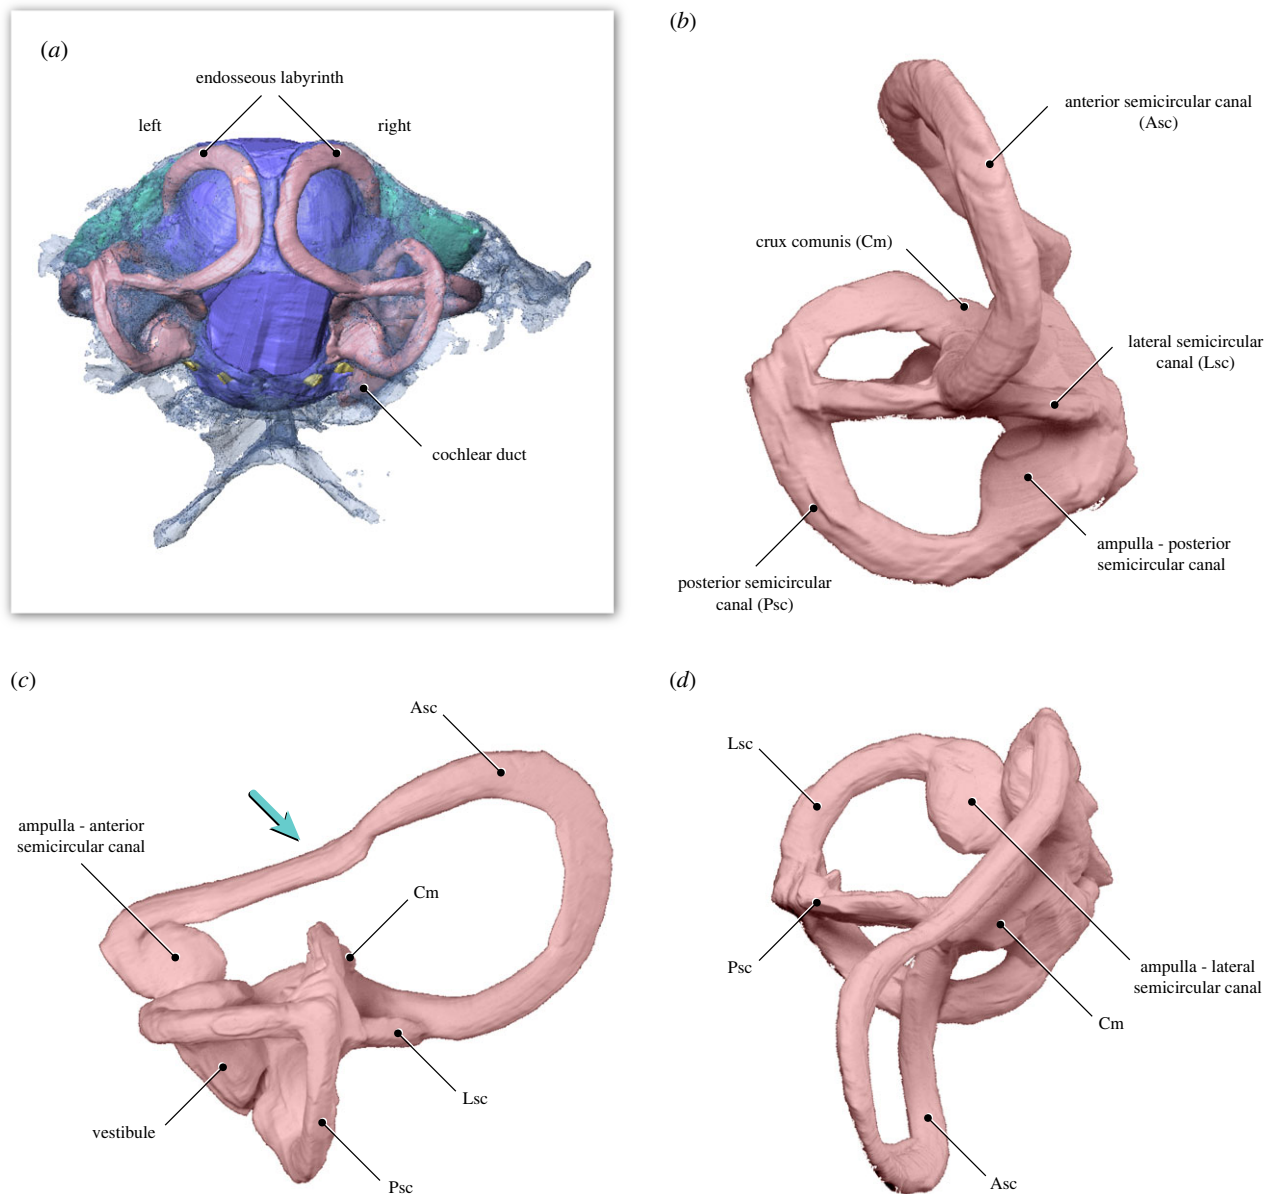 (a)
endosseous labyrinth
left
right
cochlear duct
(b)
anterior semicircular canal
(Asc)
crux comunis (Cm)
lateral semicircular
canal (Lsc)
ampulla - posterior
semicircular canal
posterior semicircular
canal (Psc)
(c)
Asc
ampulla - anterior
semicircular canal
Cm
Lsc
vestibule
Psc
(d)
Lsc
Psc
ampulla - lateral
semicircular canal
Cm
Asc